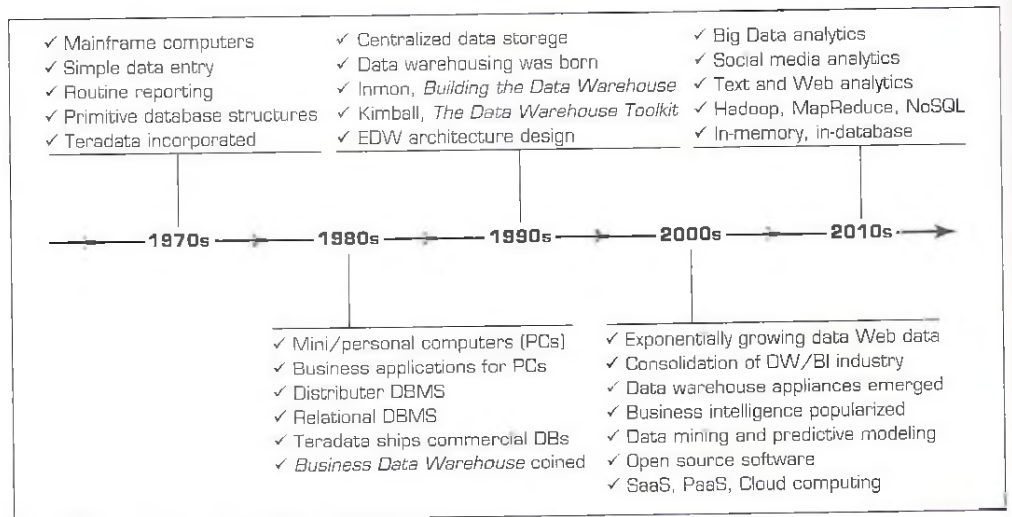 ✓ Mainframe computers
✓ Simple data entry
✓ Routine reporting
✓ Primitive database structures
✓ Teradata incorporated
✓ Centralized data storage
✓ Data warehousing was born
✓ Inmon, Building the Data Warehouse
✓ Kimball, The Data Warehouse Toolkit
✓ EDW architecture design
✓ Big Data analytics
✓ Social media analytics
✓ Text and Web analytics
✓ Hadoop, MapReduce, NoSQL
✓ In-memory, in-database
1970s 1980s 1990s 2000s 2010s
✓ Mini/personal computers (PCs)
✓ Business applications for PCs
✓ Distributer DBMS
✓ Relational DBMS
✓ Teradata ships commercial DBs
✓ Business Data Warehouse coined
✓ Exponentially growing data Web data
✓ Consolidation of DW/BI industry
✓ Data warehouse appliances emerged
✓ Business intelligence popularized
✓ Data mining and predictive modeling
✓ Open source software
✓ SaaS, PaaS, Cloud computing